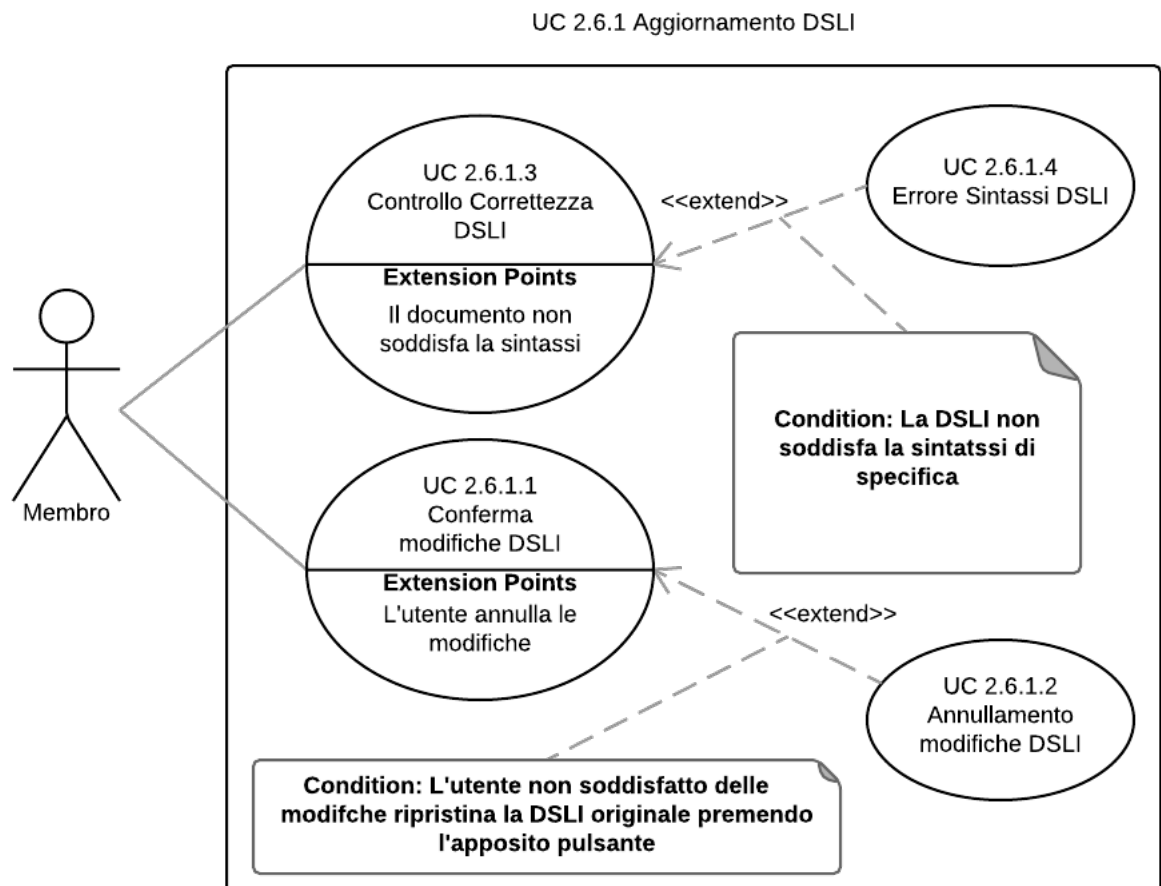 UC 2.6.1 Aggiornamento DSLI
UC 2.6.1.3
Controllo Correttezza
DSLI
Extension Points
Il documento non
soddisfa la sintassi
<<extend>>
UC 2.6.1.4
Errore Sintassi DSLI
Condition: La DSLI non
soddisfa la sintatssi di
specifica
Membro
UC 2.6.1.1
Conferma
modifiche DSLI
Extension Points
L'utente annulla le
modifiche
<<extend>>
UC 2.6.1.2
Annullamento
modifiche DSLI
Condition: L'utente non soddisfatto delle
modifche ripristina la DSLI originale premendo
l'apposito pulsante